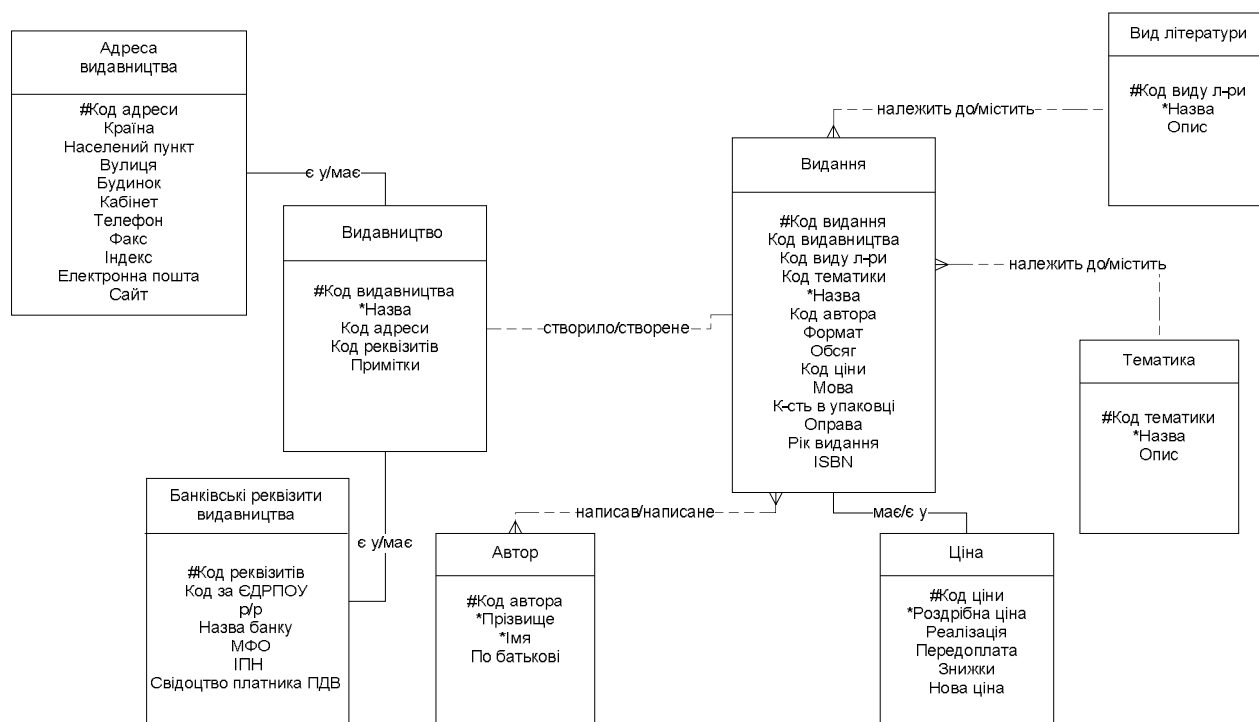 Адреса
видавництва
#Код адреси
Країна
Населений пункт
Вулиця
Будинок
Кабінет
Телефон
Факс
Індекс
Електронна пошта
Сайт
є у/має
Видавництво
#Код видавництва
*Назва
Код адреси
Код реквізитів
Примітки
є у/має
Банківські реквізити
видавництва
#Код реквізитів
Код за ЄДРПОУ
р/р
Назва банку
МФО
ІПН
Свідоцтво платника ПДВ
створило/створене
Видання
#Код видання
Код видавництва
Код виду л-ри
Код тематики
*Назва
Код автора
Формат
Обсяг
Код ціни
Мова
К-сть в упаковці
Оправа
Рік видання
ISBN
належить до/містить
Вид літератури
#Код виду л-ри
*Назва
Опис
належить до/містить
Тематика
#Код тематики
*Назва
Опис
написав/написане
Автор
#Код автора
*Прізвище
*Імя
По батькові
має/є у
Ціна
#Код ціни
*Роздрібна ціна
Реалізація
Передоплата
Знижки
Нова ціна